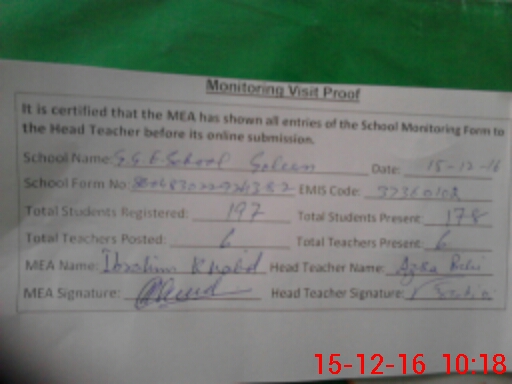 Monitoring Visit Proof
It is certified that the MEA has shown all entries of the School Monitoring Form to
the Head Teacher before its online submission.
School Name: School Date: 15-12-16
School Form No: EMIS Code:
Total Students Registered: 197 Total Students Present: 178
Total Teachers Posted: 6 Total Teachers Present: 6
MEA Name: Ibrahim Khalid Head Teacher Name:
MEA Signature: Head Teacher Signature:
15-12-16 10:18